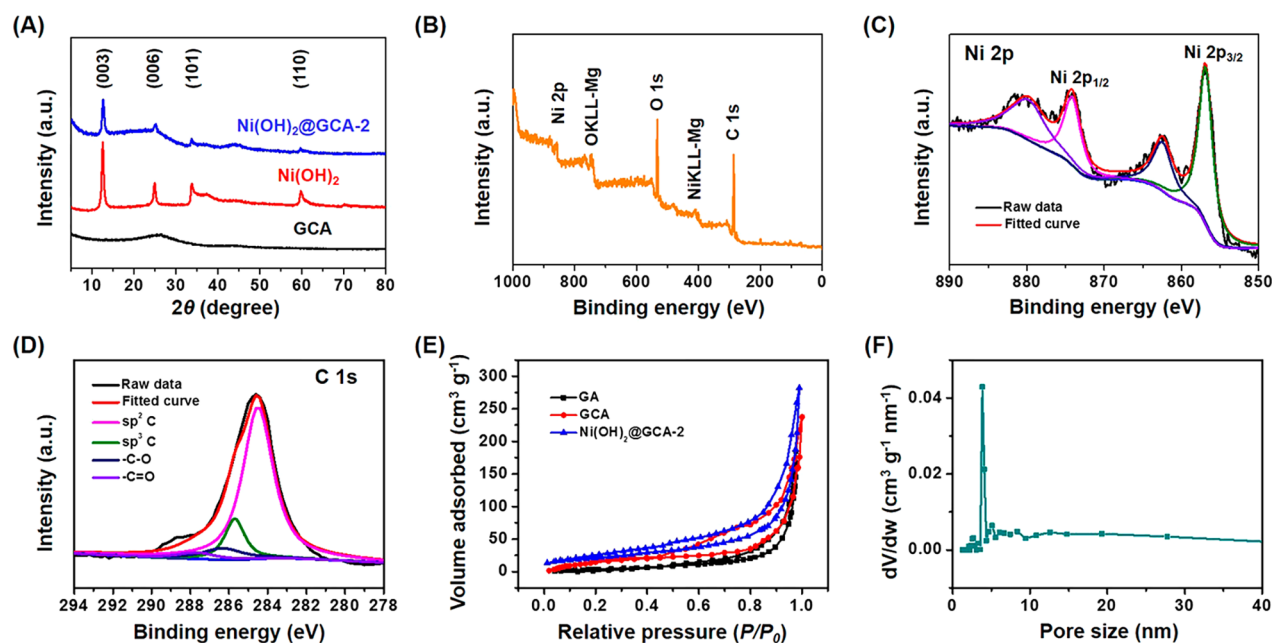 (A)
(003)
(006)
(101)
(110)
Ni(OH)₂@GCA-2
Ni(OH)₂
GCA
Intensity (a.u.)
10 20 30 40 50 60 70 80
2θ (degree)
(B)
Ni 2p
OKLL-Mg
O 1s
NiKLL-Mg
C 1s
Intensity (a.u.)
1000 800 600 400 200 0
Binding energy (eV)
(C)
Ni 2p
Ni 2p₁/₂
Ni 2p₃/₂
Raw data
Fitted curve
Intensity (a.u.)
890 880 870 860 850
Binding energy (eV)
(D)
C 1s
Raw data
Fitted curve
sp² C
sp³ C
-C-O
-C=O
Intensity (a.u.)
294 292 290 288 286 284 282 280 278
Binding energy (eV)
(E)
GA
GCA
Ni(OH)₂@GCA-2
Volume adsorbed (cm³ g⁻¹)
300
250
200
150
100
50
0
0.0 0.2 0.4 0.6 0.8 1.0
Relative pressure (P/P₀)
(F)
dV/dw (cm³ g⁻¹ nm⁻¹)
0.04
0.02
0.00
0 10 20 30 40
Pore size (nm)